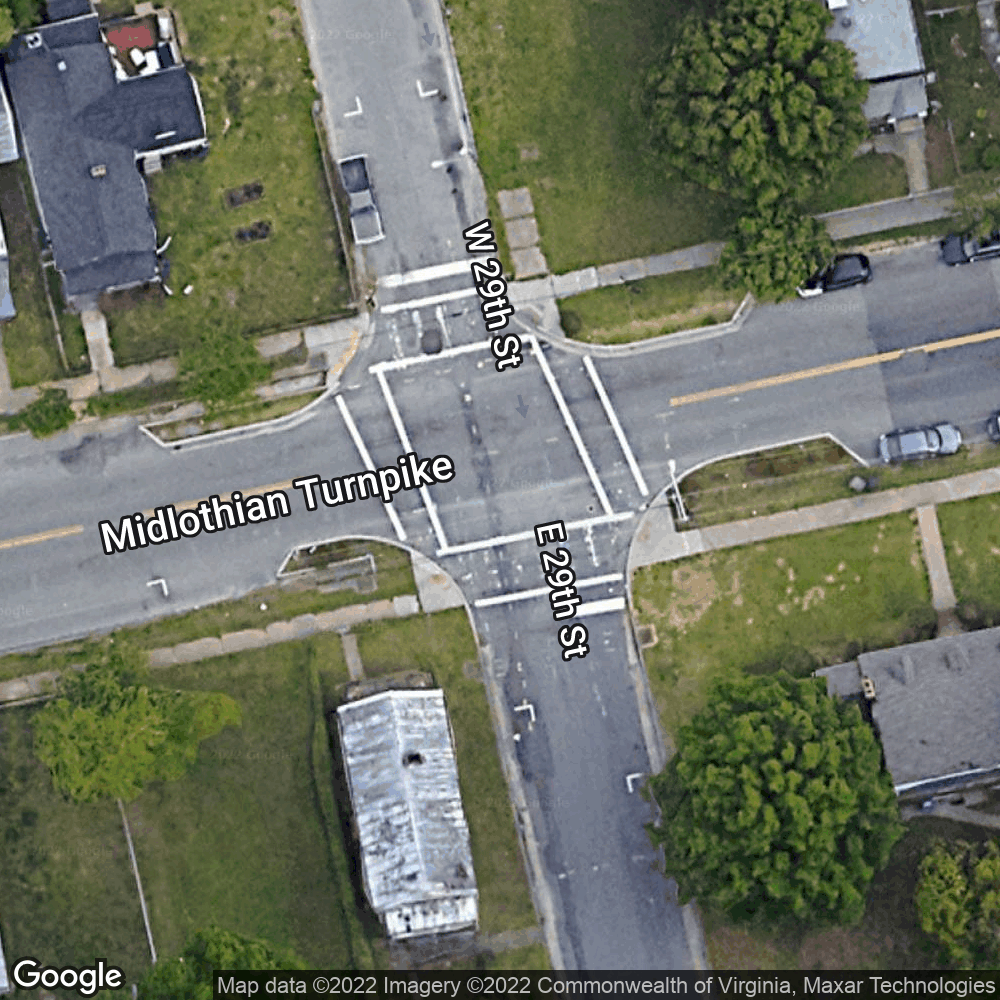 W 29th St
Midlothian Turnpike
E 29th St
Google
Map data ©2022 Imagery ©2022 Commonwealth of Virginia, Maxar Technologies